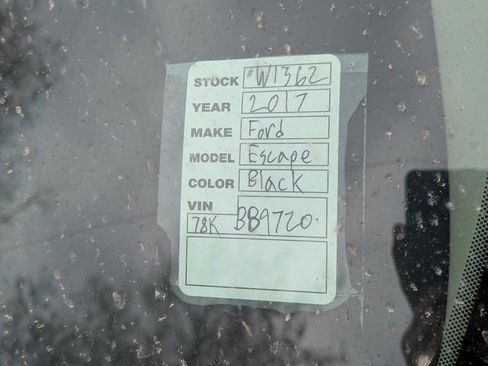 STOCK #W1362
YEAR 2017
MAKE Ford
MODEL Escape
COLOR Black
VIN
78K BB9720